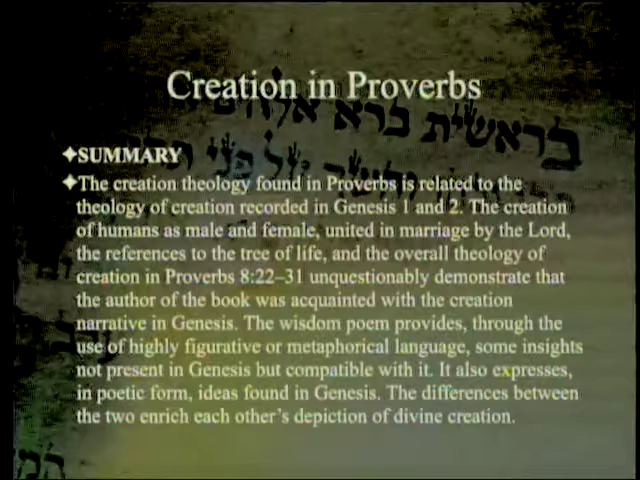 Creation in Proverbs
בראשית ברא אלהים
✦SUMMARY
✦The creation theology found in Proverbs is related to the
theology of creation recorded in Genesis 1 and 2. The creation
of humans as male and female, united in marriage by the Lord,
the references to the tree of life, and the overall theology of
creation in Proverbs 8:22–31 unquestionably demonstrate that
the author of the book was acquainted with the creation
narrative in Genesis. The wisdom poem provides, through the
use of highly figurative or metaphorical language, some insights
not present in Genesis but compatible with it. It also expresses,
in poetic form, ideas found in Genesis. The differences between
the two enrich each other’s depiction of divine creation.